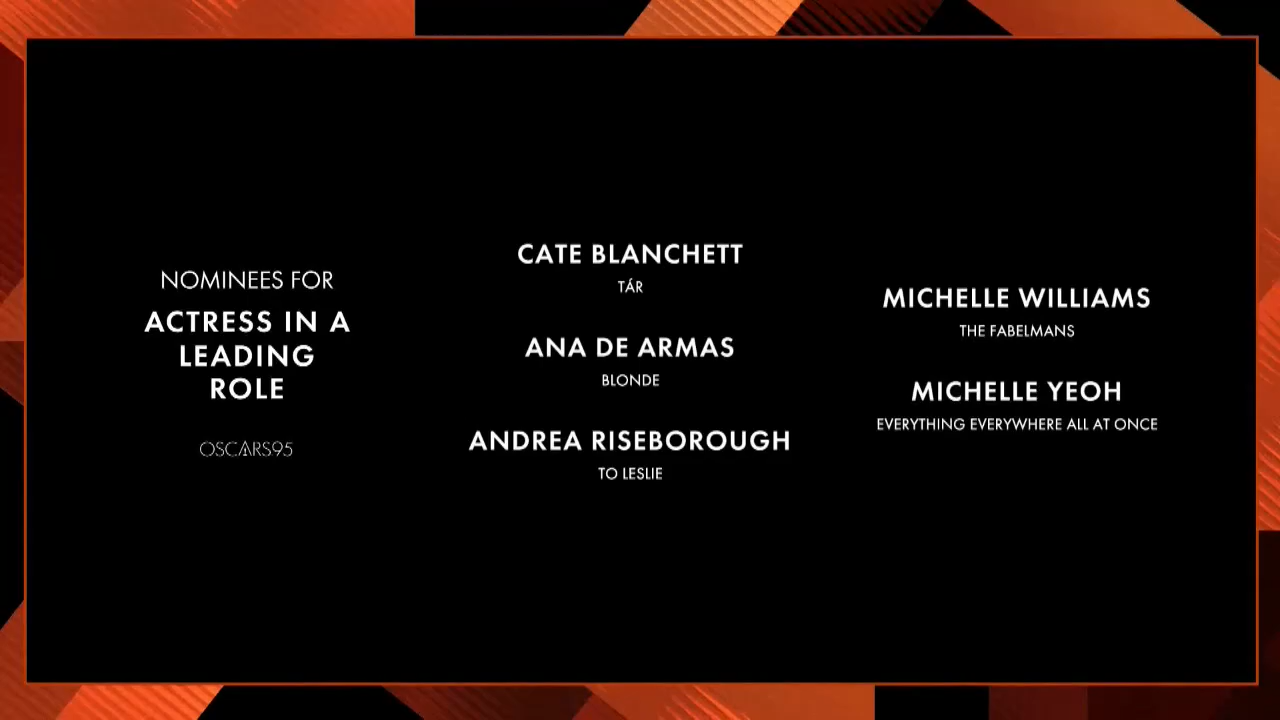 NOMINEES FOR
ACTRESS IN A
LEADING
ROLE
OSCARS95
CATE BLANCHETT
TÁR
ANA DE ARMAS
BLONDE
ANDREA RISEBOROUGH
TO LESLIE
MICHELLE WILLIAMS
THE FABELMANS
MICHELLE YEOH
EVERYTHING EVERYWHERE ALL AT ONCE